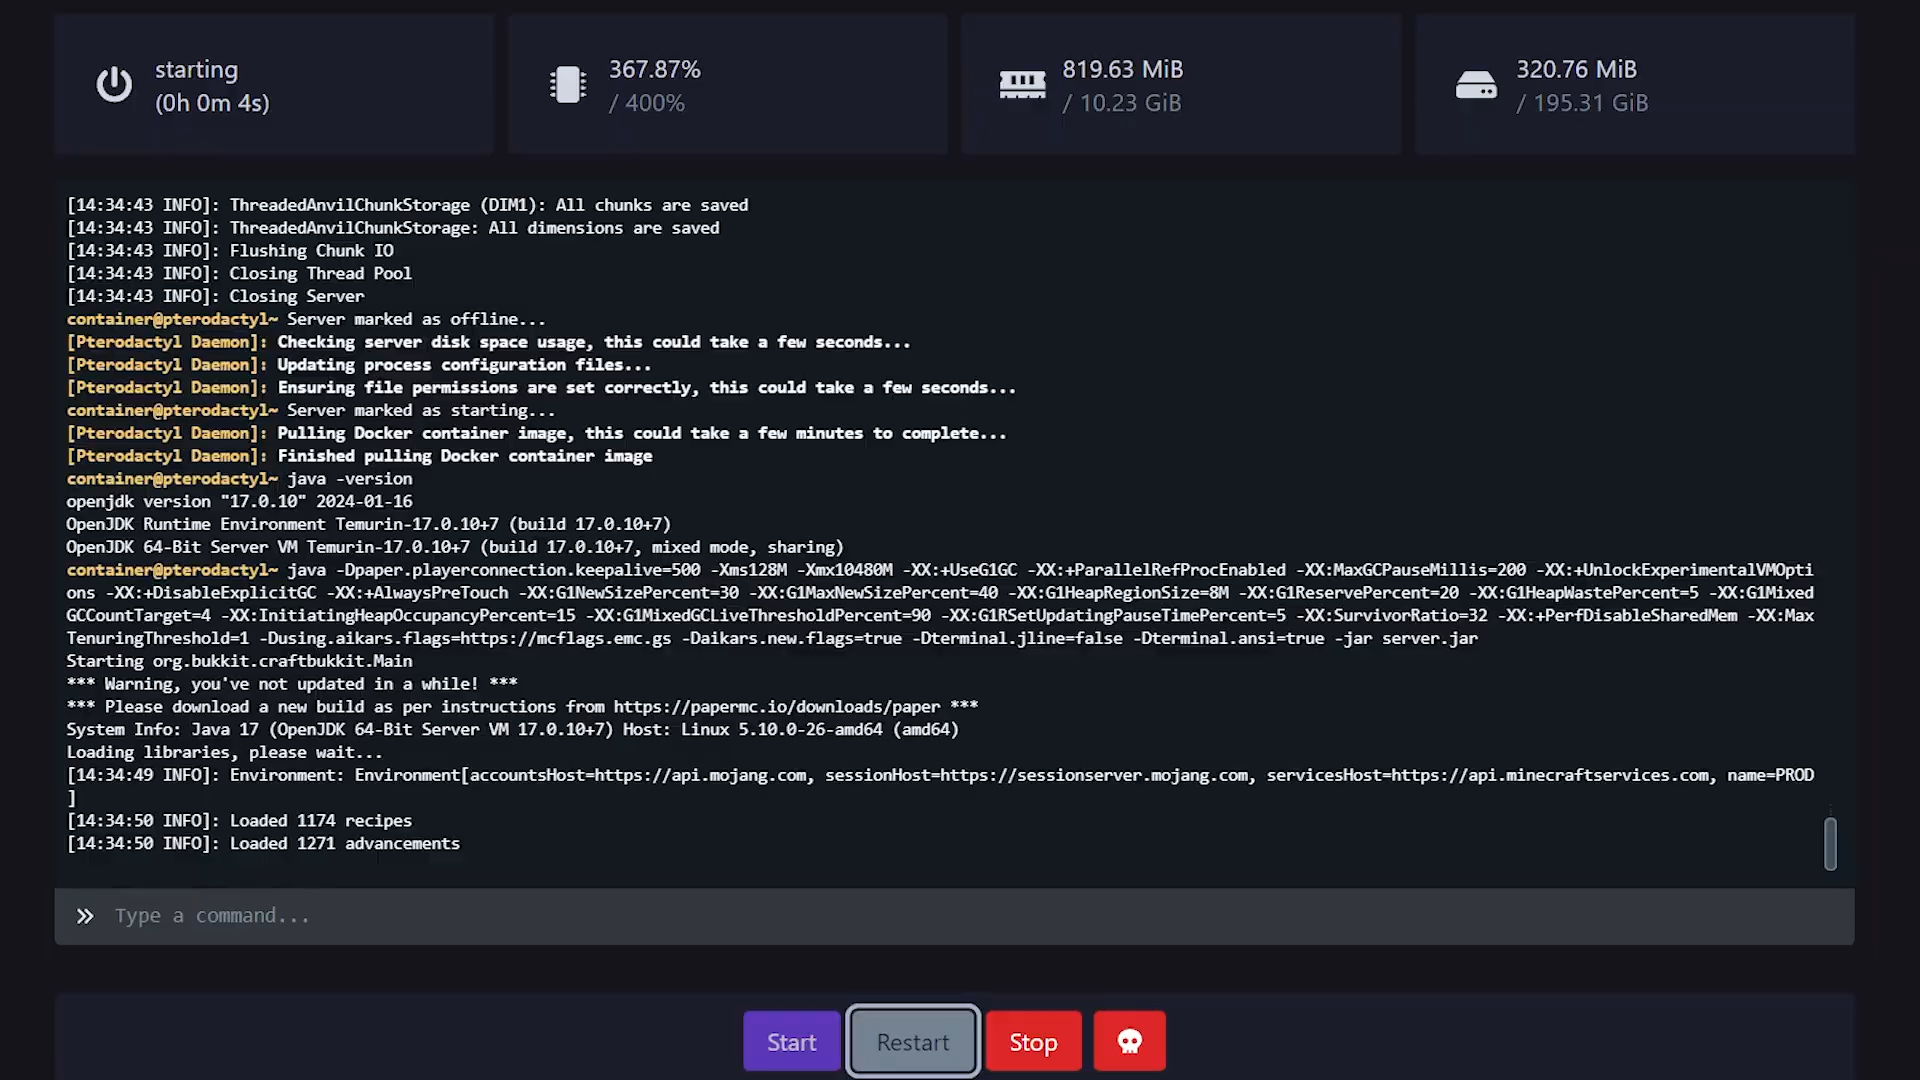 starting
(0h 0m 4s)
367.87%
/ 400%
819.63 MiB
/ 10.23 GiB
320.76 MiB
/ 195.31 GiB
[14:34:43 INFO]: ThreadedAnvilChunkStorage (DIM1): All chunks are saved
[14:34:43 INFO]: ThreadedAnvilChunkStorage: All dimensions are saved
[14:34:43 INFO]: Flushing Chunk IO
[14:34:43 INFO]: Closing Thread Pool
[14:34:43 INFO]: Closing Server
container@pterodactyl~ Server marked as offline...
[Pterodactyl Daemon]: Checking server disk space usage, this could take a few seconds...
[Pterodactyl Daemon]: Updating process configuration files...
[Pterodactyl Daemon]: Ensuring file permissions are set correctly, this could take a few seconds...
container@pterodactyl~ Server marked as starting...
[Pterodactyl Daemon]: Pulling Docker container image, this could take a few minutes to complete...
[Pterodactyl Daemon]: Finished pulling Docker container image
container@pterodactyl~ java -version
openjdk version "17.0.10" 2024-01-16
OpenJDK Runtime Environment Temurin-17.0.10+7 (build 17.0.10+7)
OpenJDK 64-Bit Server VM Temurin-17.0.10+7 (build 17.0.10+7, mixed mode, sharing)
container@pterodactyl~ java -Dpaper.playerconnection.keepalive=500 -Xms128M -Xmx10480M -XX:+UseG1GC -XX:+ParallelRefProcEnabled -XX:MaxGCPauseMillis=200 -XX:+UnlockExperimentalVMOpti
ons -XX:+DisableExplicitGC -XX:+AlwaysPreTouch -XX:G1NewSizePercent=30 -XX:G1MaxNewSizePercent=40 -XX:G1HeapRegionSize=8M -XX:G1ReservePercent=20 -XX:G1HeapWastePercent=5 -XX:G1Mixed
GCCountTarget=4 -XX:InitiatingHeapOccupancyPercent=15 -XX:G1MixedGCLiveThresholdPercent=90 -XX:G1RSetUpdatingPauseTimePercent=5 -XX:SurvivorRatio=32 -XX:+PerfDisableSharedMem -XX:Max
TenuringThreshold=1 -Dusing.aikars.flags=https://mcflags.emc.gs -Daikars.new.flags=true -Dterminal.jline=false -Dterminal.ansi=true -jar server.jar
Starting org.bukkit.craftbukkit.Main
*** Warning, you've not updated in a while! ***
*** Please download a new build as per instructions from https://papermc.io/downloads/paper ***
System Info: Java 17 (OpenJDK 64-Bit Server VM 17.0.10+7) Host: Linux 5.10.0-26-amd64 (amd64)
Loading libraries, please wait...
[14:34:49 INFO]: Environment: Environment[accountsHost=https://api.mojang.com, sessionHost=https://sessionserver.mojang.com, servicesHost=https://api.minecraftservices.com, name=PROD
]
[14:34:50 INFO]: Loaded 1174 recipes
[14:34:50 INFO]: Loaded 1271 advancements
» Type a command...
Start
Restart
Stop